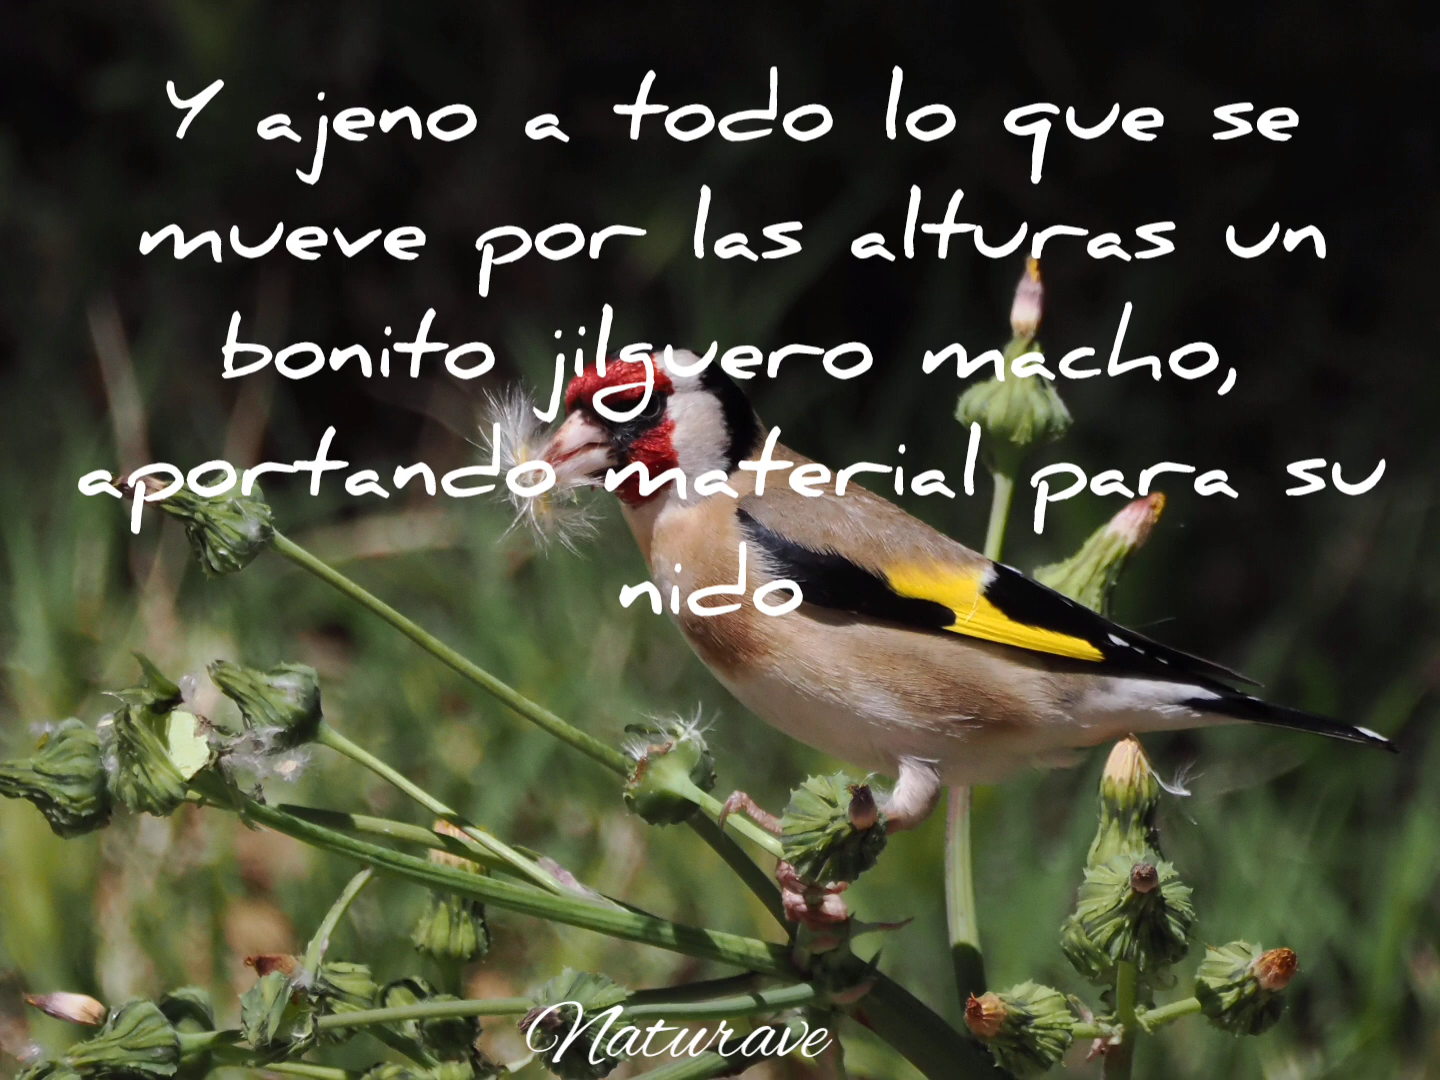 Y ajeno a todo lo que se
mueve por las alturas un
bonito jilguero macho,
aportando material para su
nido
Naturave